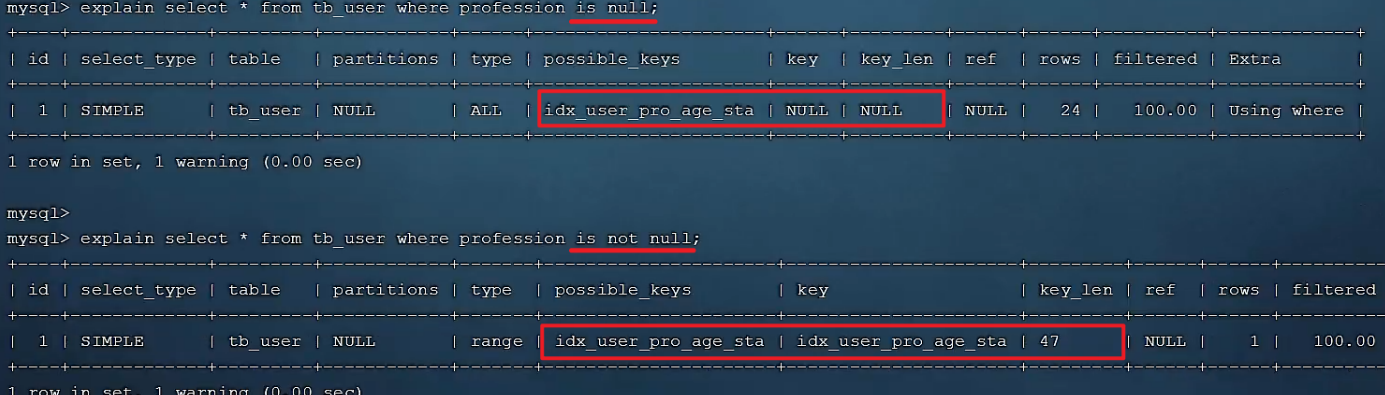 mysql> explain select * from tb_user where profession is null;
+----+-------------+---------+------------+------+----------------------+------+---------+------+------+----------+-------------+
| id | select_type | table | partitions | type | possible_keys | key | key_len | ref | rows | filtered | Extra |
+----+-------------+---------+------------+------+----------------------+------+---------+------+------+----------+-------------+
| 1 | SIMPLE | tb_user | NULL | ALL | idx_user_pro_age_sta | NULL | NULL | NULL | 24 | 100.00 | Using where |
+----+-------------+---------+------------+------+----------------------+------+---------+------+------+----------+-------------+
1 row in set, 1 warning (0.00 sec)
mysql>
mysql> explain select * from tb_user where profession is not null;
+----+-------------+---------+------------+-------+----------------------+----------------------+---------+------+------+----------
| id | select_type | table | partitions | type | possible_keys | key | key_len | ref | rows | filtered
+----+-------------+---------+------------+-------+----------------------+----------------------+---------+------+------+----------
| 1 | SIMPLE | tb_user | NULL | range | idx_user_pro_age_sta | idx_user_pro_age_sta | 47 | NULL | 1 | 100.00
+----+-------------+---------+------------+-------+----------------------+----------------------+---------+------+------+----------
1 row in set, 1 warning (0.00 sec)